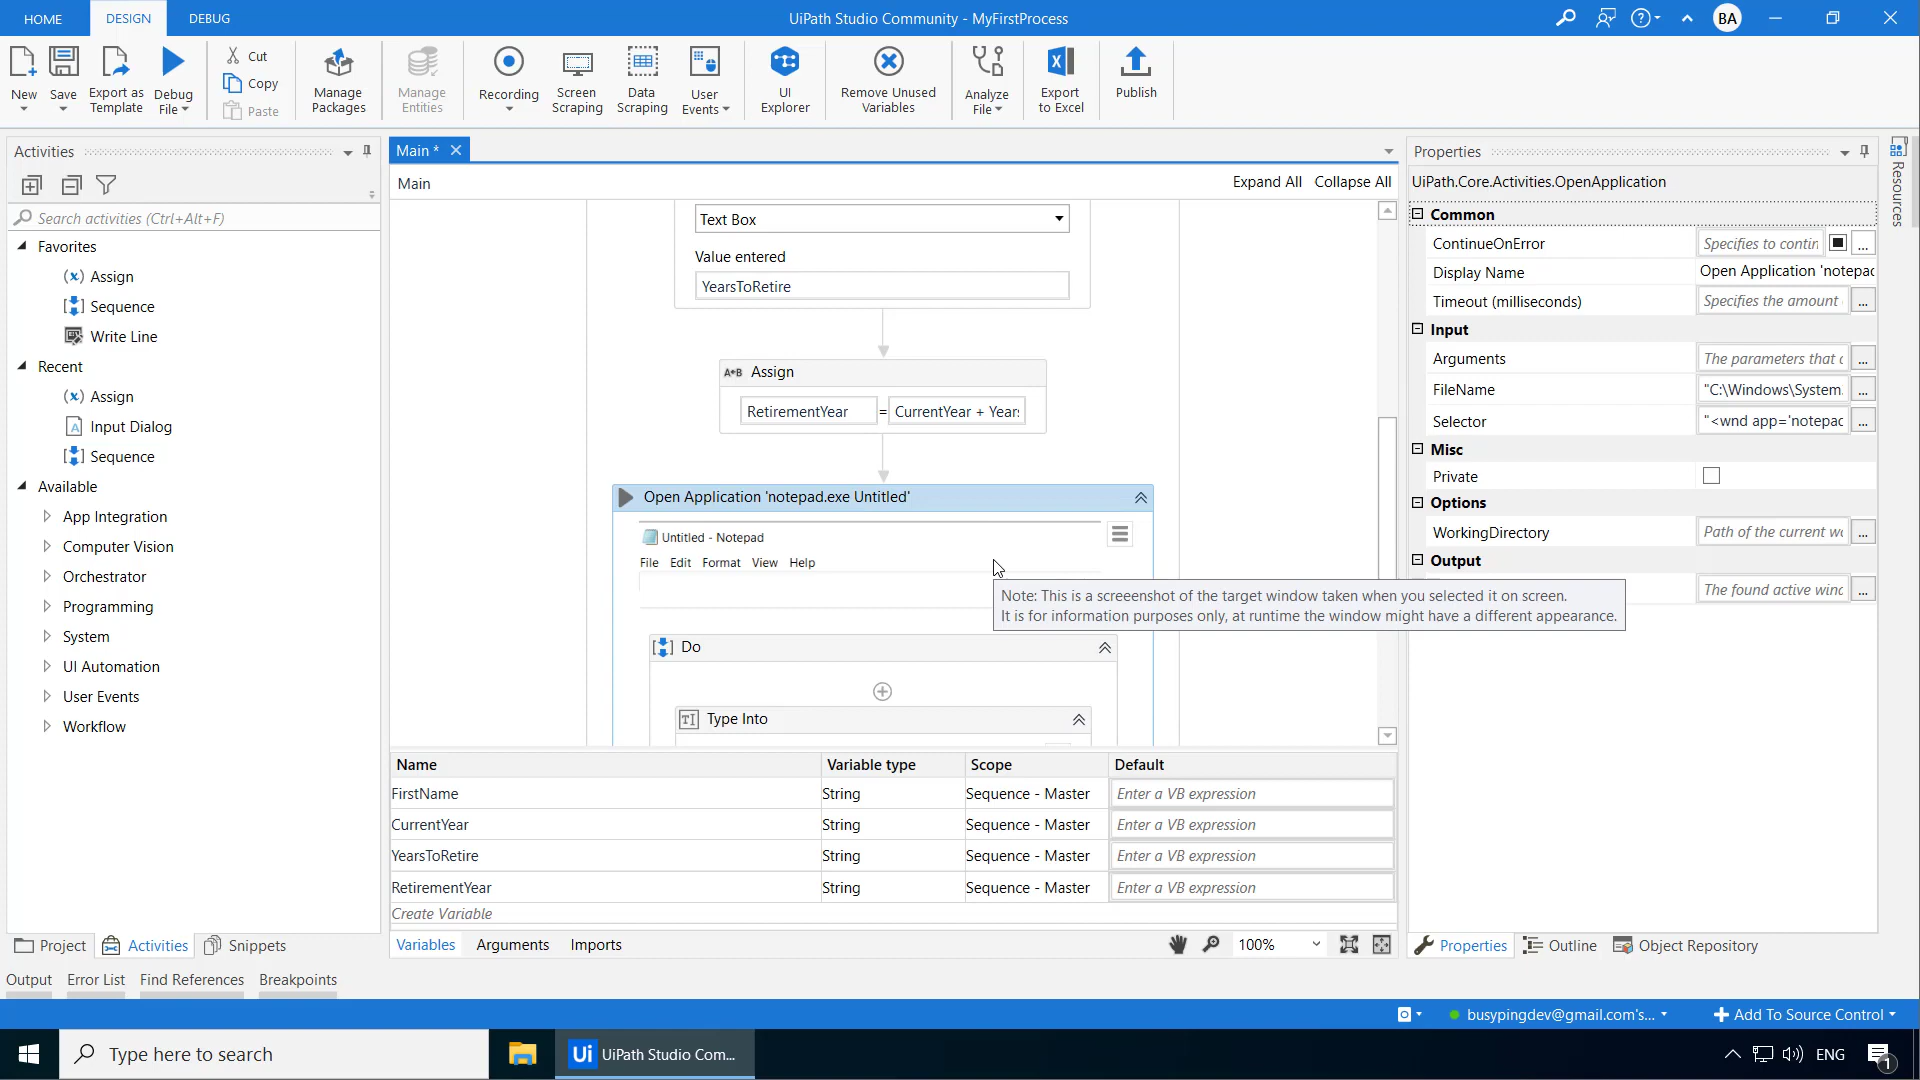 HOME
DESIGN
DEBUG
UiPath Studio Community - MyFirstProcess
BA
New
Save
Export as
Template
Debug
File
Cut
Copy
Paste
Manage
Packages
Manage
Entities
Recording
Screen
Scraping
Data
Scraping
User
Events
UI
Explorer
Remove Unused
Variables
Analyze
File
Export
to Excel
Publish
Activities
Search activities (Ctrl+Alt+F)
Favorites
Assign
Sequence
Write Line
Recent
Assign
Input Dialog
Sequence
Available
App Integration
Computer Vision
Orchestrator
Programming
System
UI Automation
User Events
Workflow
Project
Activities
Snippets
Main *
Main
Expand All
Collapse All
Text Box
Value entered
YearsToRetire
A+B Assign
RetirementYear = CurrentYear + Years
Open Application 'notepad.exe Untitled'
Untitled - Notepad
File Edit Format View Help
Note: This is a screeenshot of the target window taken when you selected it on screen.
It is for information purposes only, at runtime the window might have a different appearance.
Do
Type Into
Name Variable type Scope Default
FirstName String Sequence - Master Enter a VB expression
CurrentYear String Sequence - Master Enter a VB expression
YearsToRetire String Sequence - Master Enter a VB expression
RetirementYear String Sequence - Master Enter a VB expression
Create Variable
Variables Arguments Imports
100%
Properties
UiPath.Core.Activities.OpenApplication
Common
ContinueOnError Specifies to contin ...
Display Name Open Application 'notepad
Timeout (milliseconds) Specifies the amount ...
Input
Arguments The parameters that c ...
FileName "C:\Windows\System. ...
Selector "<wnd app='notepad ...
Misc
Private
Options
WorkingDirectory Path of the current wo ...
Output
The found active winc ...
Resources
Properties
Outline
Object Repository
Output
Error List
Find References
Breakpoints
busypingdev@gmail.com's...
Add To Source Control
Type here to search
Ui UiPath Studio Com...
ENG
1